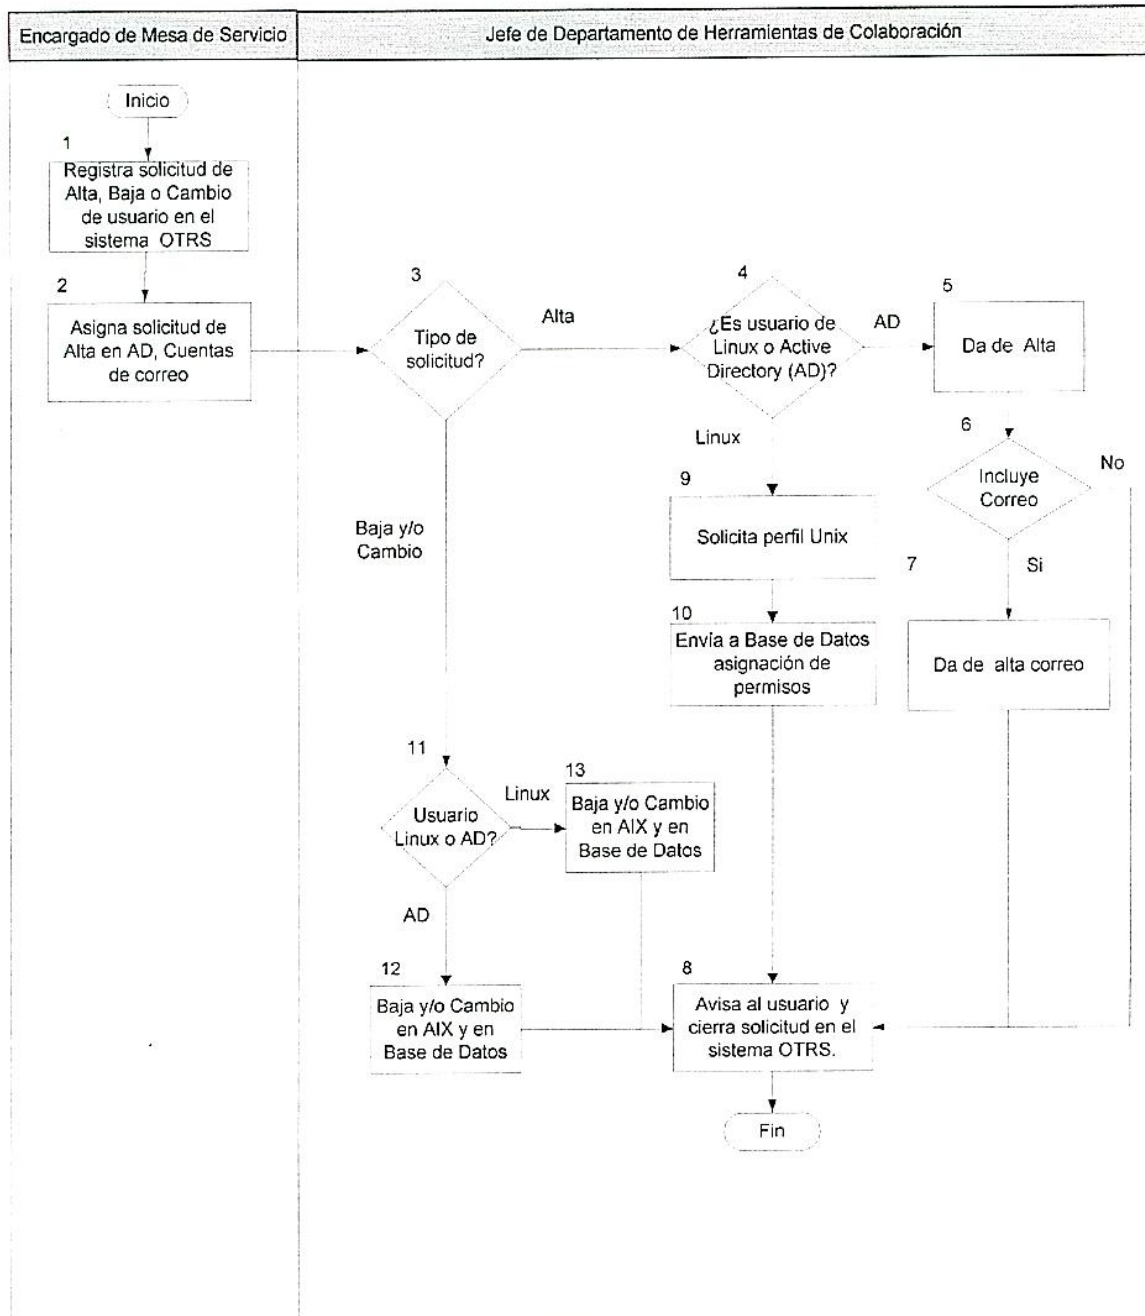 Encargado de Mesa de Servicio
Jefe de Departamento de Herramientas de Colaboración
Inicio
1
Registra solicitud de
Alta, Baja o Cambio
de usuario en el
sistema OTRS
2
Asigna solicitud de
Alta en AD, Cuentas
de correo
3
Tipo de
solicitud?
Alta
4
¿Es usuario de
Linux o Active
Directory (AD)?
AD
5
Da de Alta
6
Incluye
Correo
No
Si
7
Da de alta correo
Linux
9
Solicita perfil Unix
10
Envía a Base de Datos
asignación de
permisos
Baja y/o
Cambio
11
Usuario
Linux o AD?
Linux
13
Baja y/o Cambio
en AIX y en
Base de Datos
AD
12
Baja y/o Cambio
en AIX y en
Base de Datos
8
Avisa al usuario y
cierra solicitud en el
sistema OTRS.
Fin